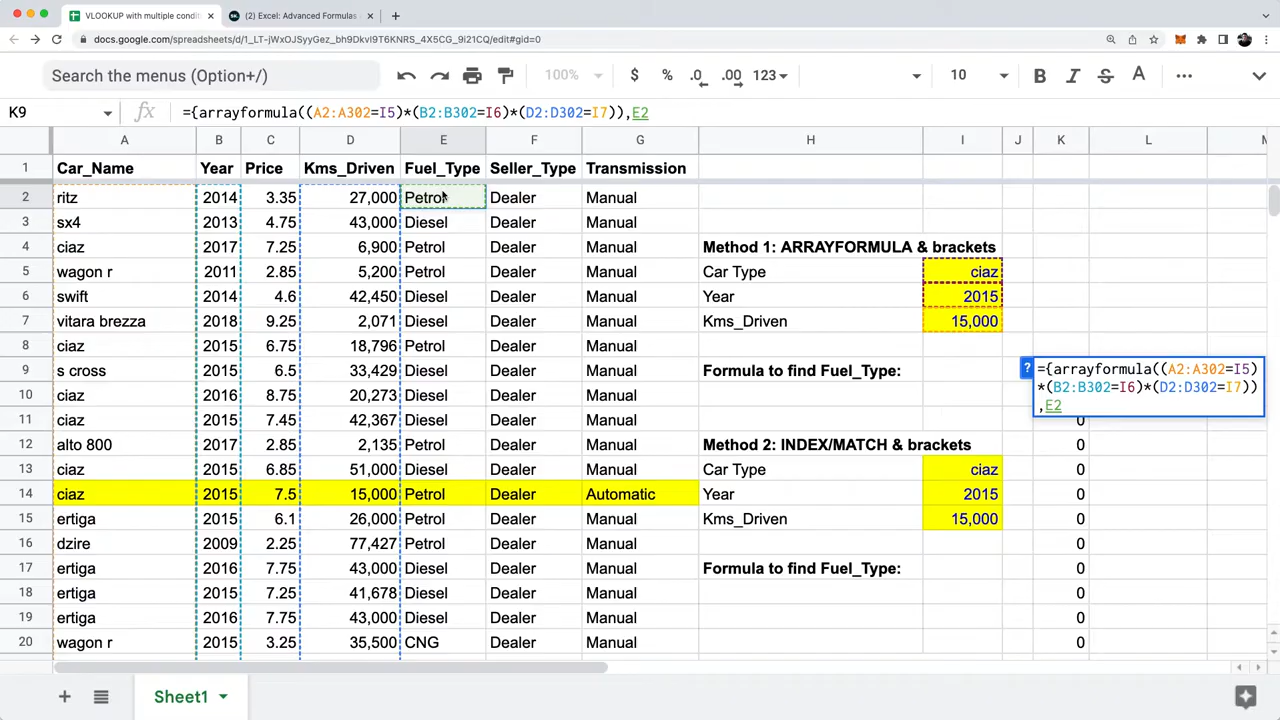 VLOOKUP with multiple condit
(2) Excel: Advanced Formulas
docs.google.com/spreadsheets/d/1_LT-jWxOJSyyGez_bh9Dkvl9T6KNRS_4X5CG_9i21CQ/edit#gid=0
Search the menus (Option+/)
100% $ % .0 .00 123 10 B I S A
K9 fx ={arrayformula((A2:A302=I5)*(B2:B302=I6)*(D2:D302=I7)),E2
A B C D E F G H I J K L M
1 Car_Name Year Price Kms_Driven Fuel_Type Seller_Type Transmission
2 ritz 2014 3.35 27,000 Petrol Dealer Manual
3 sx4 2013 4.75 43,000 Diesel Dealer Manual
4 ciaz 2017 7.25 6,900 Petrol Dealer Manual Method 1: ARRAYFORMULA & brackets
5 wagon r 2011 2.85 5,200 Petrol Dealer Manual Car Type ciaz
6 swift 2014 4.6 42,450 Diesel Dealer Manual Year 2015
7 vitara brezza 2018 9.25 2,071 Diesel Dealer Manual Kms_Driven 15,000
8 ciaz 2015 6.75 18,796 Petrol Dealer Manual
9 s cross 2015 6.5 33,429 Diesel Dealer Manual Formula to find Fuel_Type:
? ={arrayformula((A2:A302=I5)
*(B2:B302=I6)*(D2:D302=I7))
,E2
10 ciaz 2016 8.75 20,273 Diesel Dealer Manual
11 ciaz 2015 7.45 42,367 Diesel Dealer Manual 0
12 alto 800 2017 2.85 2,135 Petrol Dealer Manual Method 2: INDEX/MATCH & brackets 0
13 ciaz 2015 6.85 51,000 Diesel Dealer Manual Car Type ciaz 0
14 ciaz 2015 7.5 15,000 Petrol Dealer Automatic Year 2015 0
15 ertiga 2015 6.1 26,000 Petrol Dealer Manual Kms_Driven 15,000 0
16 dzire 2009 2.25 77,427 Petrol Dealer Manual 0
17 ertiga 2016 7.75 43,000 Diesel Dealer Manual Formula to find Fuel_Type: 0
18 ertiga 2015 7.25 41,678 Diesel Dealer Manual 0
19 ertiga 2016 7.75 43,000 Diesel Dealer Manual 0
20 wagon r 2015 3.25 35,500 CNG Dealer Manual 0
Sheet1